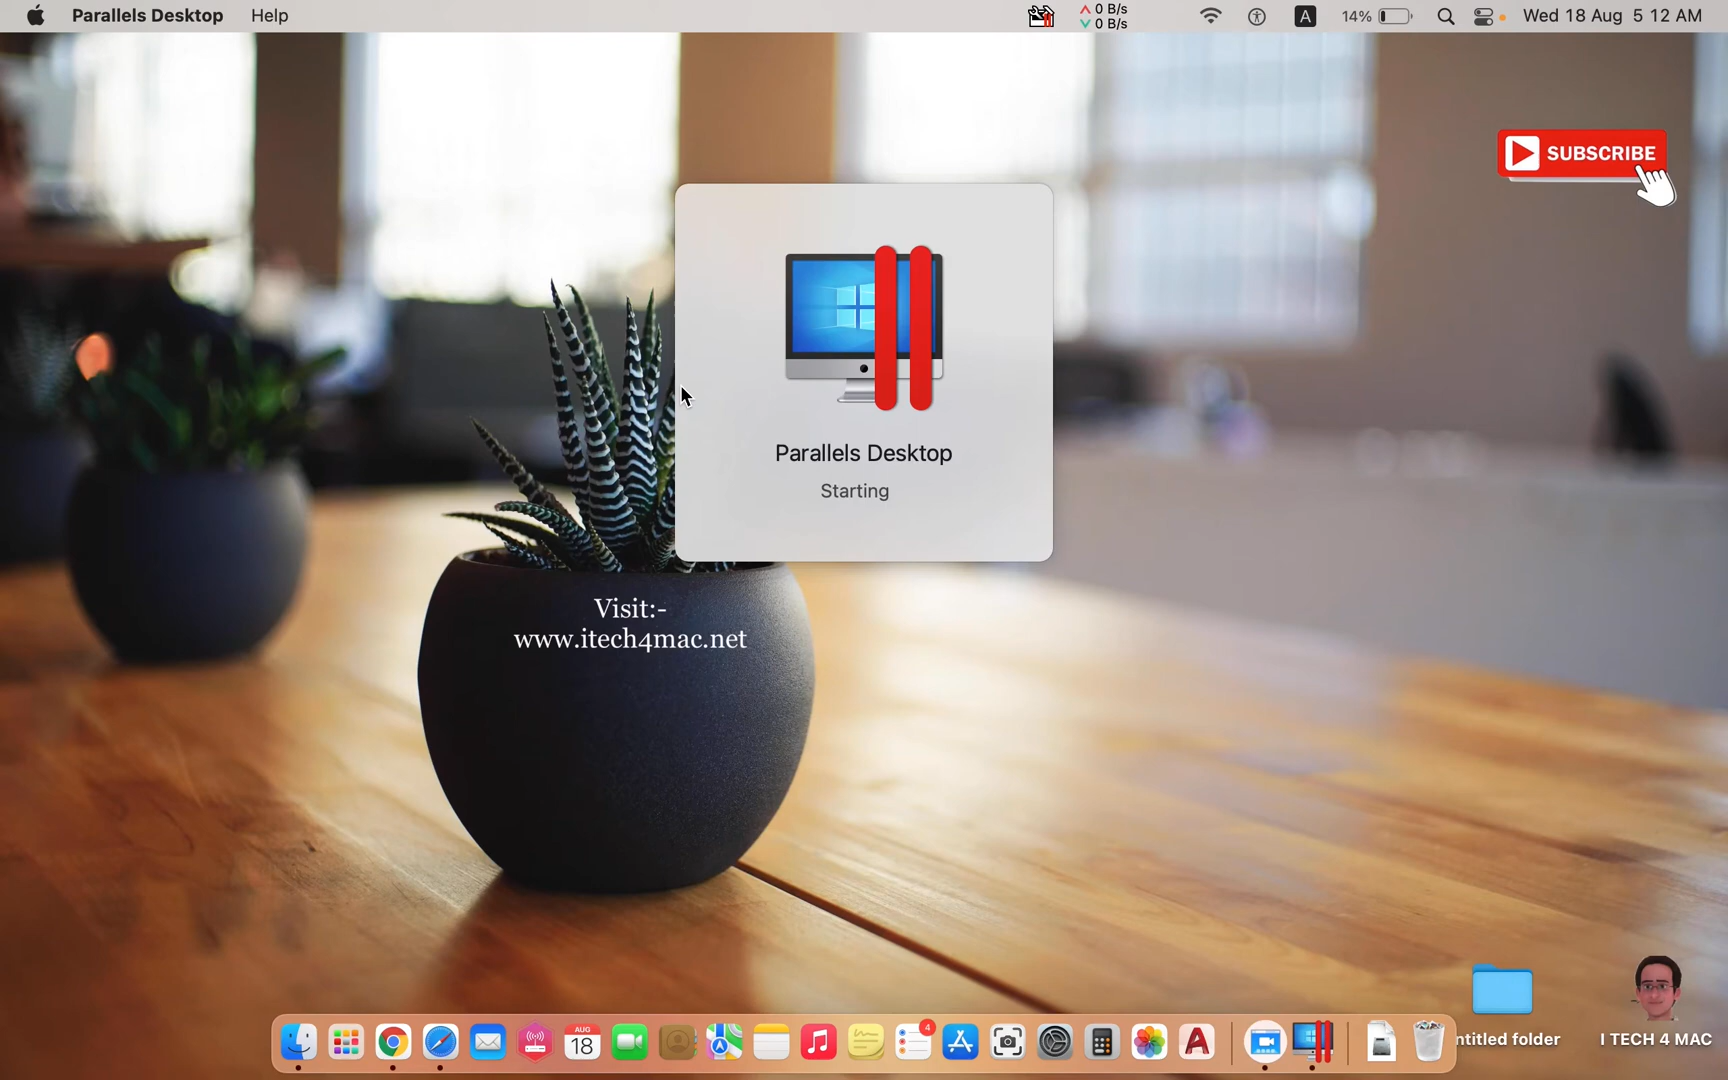 Parallels Desktop Help
0 B/s
0 B/s
A
14%
Wed 18 Aug 5 12 AM
SUBSCRIBE
Parallels Desktop
Starting
Visit:-
www.itech4mac.net
AUG
18
4
ntitled folder
I TECH 4 MAC